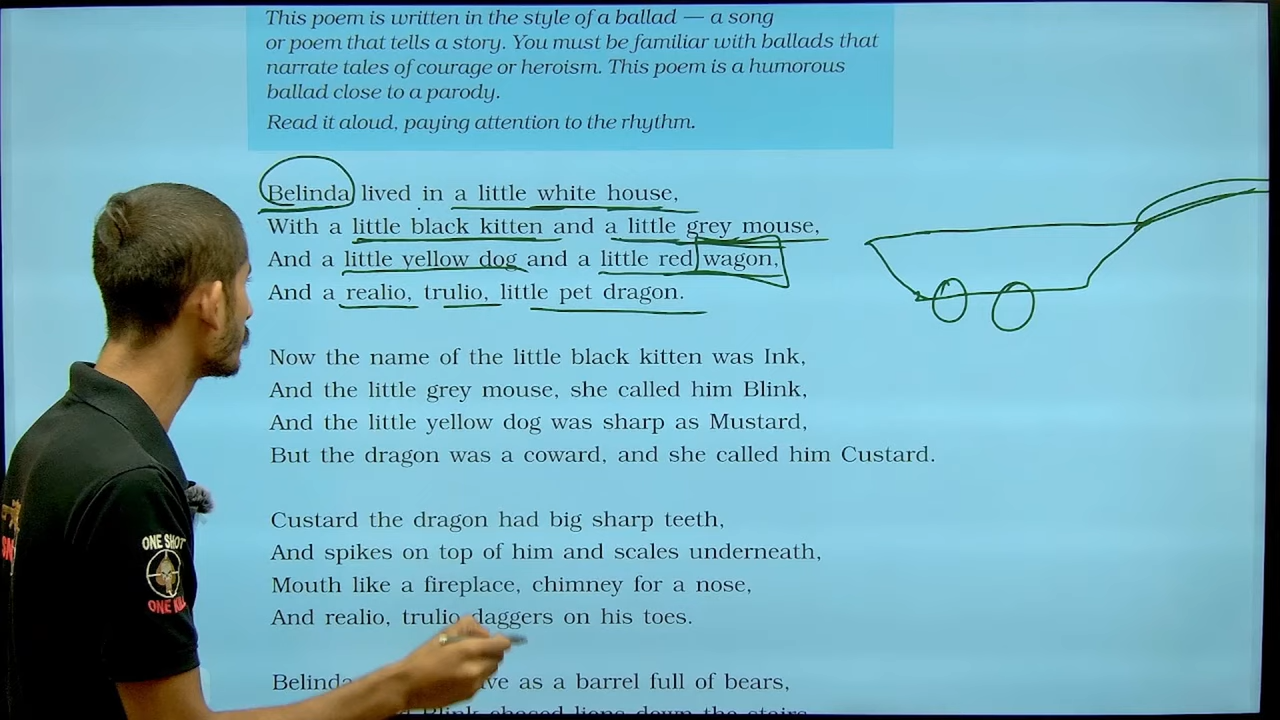 This poem is written in the style of a ballad — a song
or poem that tells a story. You must be familiar with ballads that
narrate tales of courage or heroism. This poem is a humorous
ballad close to a parody.
Read it aloud, paying attention to the rhythm.
Belinda lived in a little white house,
With a little black kitten and a little grey mouse,
And a little yellow dog and a little red wagon,
And a realio, trulio, little pet dragon.
Now the name of the little black kitten was Ink,
And the little grey mouse, she called him Blink,
And the little yellow dog was sharp as Mustard,
But the dragon was a coward, and she called him Custard.
Custard the dragon had big sharp teeth,
And spikes on top of him and scales underneath,
Mouth like a fireplace, chimney for a nose,
And realio, trulio daggers on his toes.
Belinda as a barrel full of bears,
Blink chased lions down the stairs,
ONE SHOT
ONE KILL